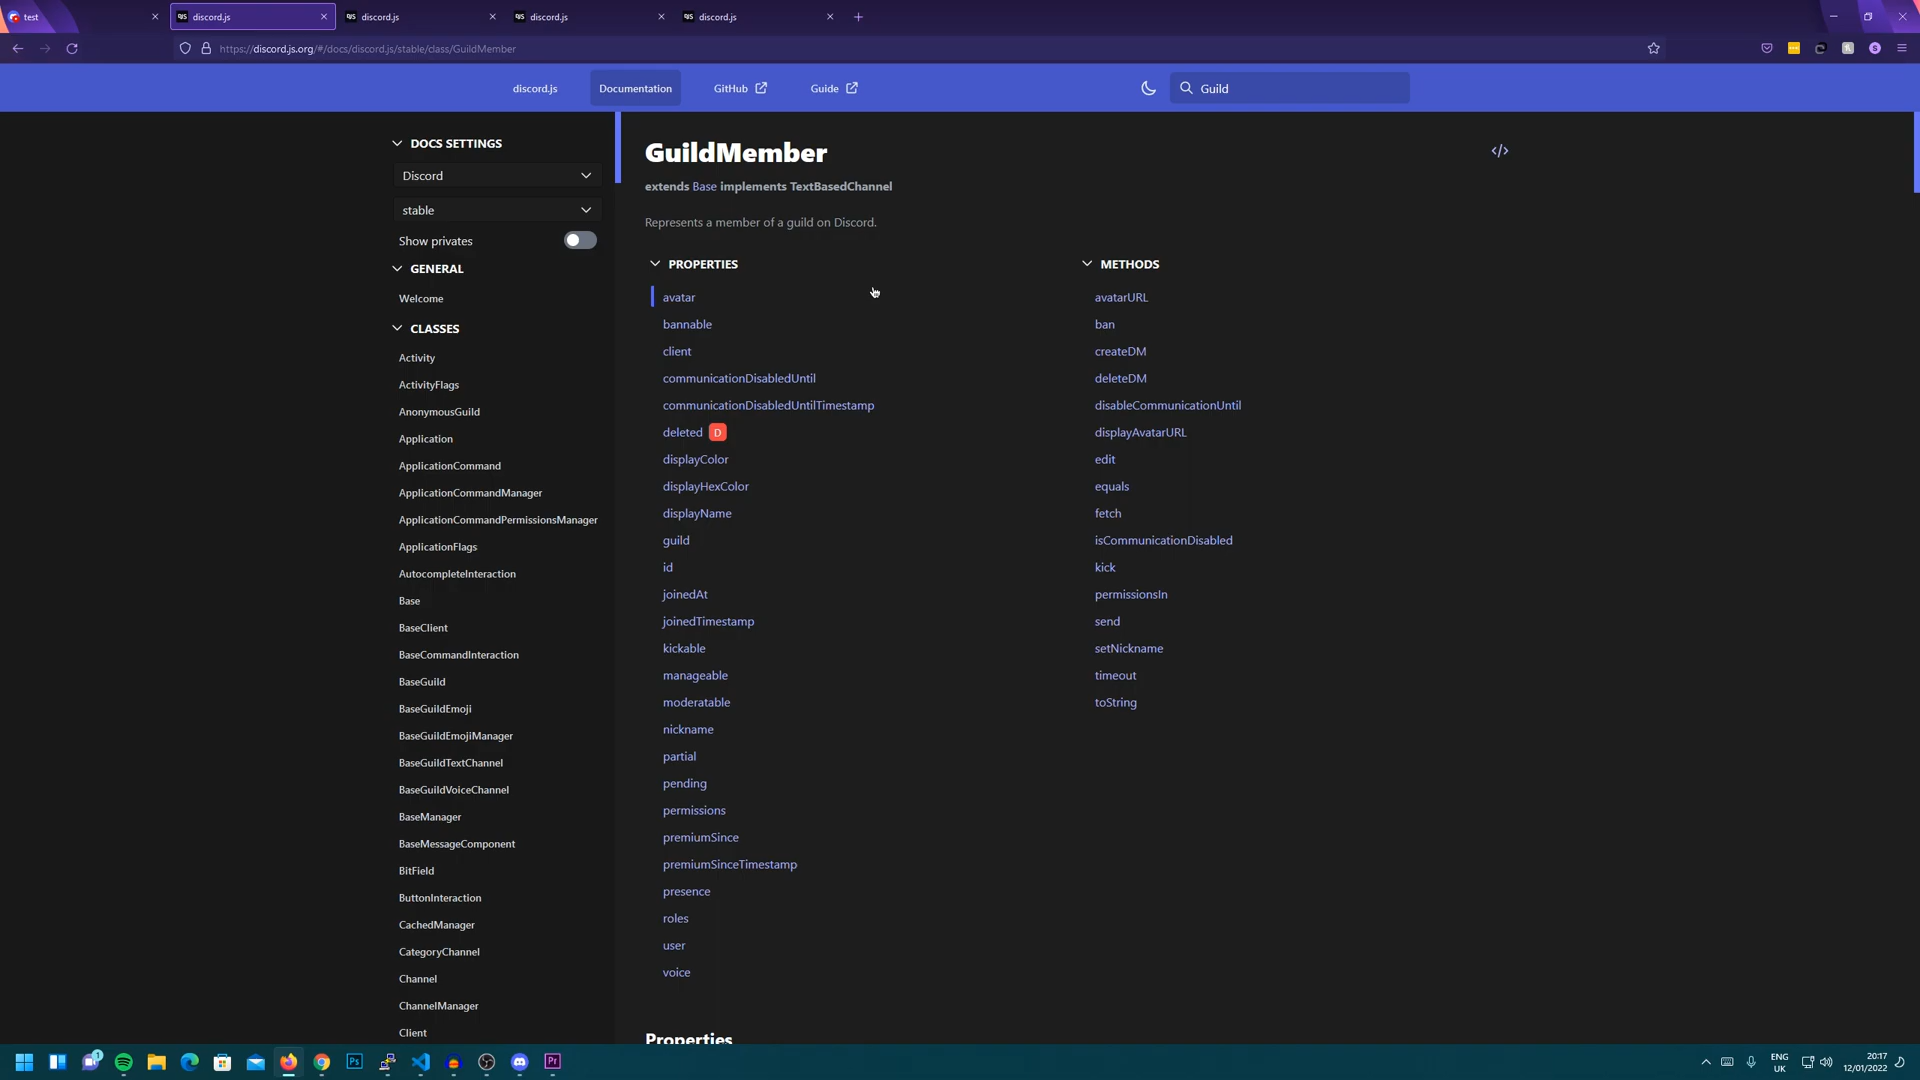 test
discord.js
discord.js
discord.js
discord.js
https://discord.js.org/#/docs/discord.js/stable/class/GuildMember
discord.js
Documentation
GitHub
Guide
Guild
DOCS SETTINGS
Discord
stable
Show privates
GENERAL
Welcome
CLASSES
Activity
ActivityFlags
AnonymousGuild
Application
ApplicationCommand
ApplicationCommandManager
ApplicationCommandPermissionsManager
ApplicationFlags
AutocompleteInteraction
Base
BaseClient
BaseCommandInteraction
BaseGuild
BaseGuildEmoji
BaseGuildEmojiManager
BaseGuildTextChannel
BaseGuildVoiceChannel
BaseManager
BaseMessageComponent
BitField
ButtonInteraction
CachedManager
CategoryChannel
Channel
ChannelManager
Client
GuildMember
extends Base implements TextBasedChannel
Represents a member of a guild on Discord.
PROPERTIES
avatar
bannable
client
communicationDisabledUntil
communicationDisabledUntilTimestamp
deleted D
displayColor
displayHexColor
displayName
guild
id
joinedAt
joinedTimestamp
kickable
manageable
moderatable
nickname
partial
pending
permissions
premiumSince
premiumSinceTimestamp
presence
roles
user
voice
METHODS
avatarURL
ban
createDM
deleteDM
disableCommunicationUntil
displayAvatarURL
edit
equals
fetch
isCommunicationDisabled
kick
permissionsIn
send
setNickname
timeout
toString
Properties
1
Ps
Pr
ENG
UK
20:17
12/01/2022